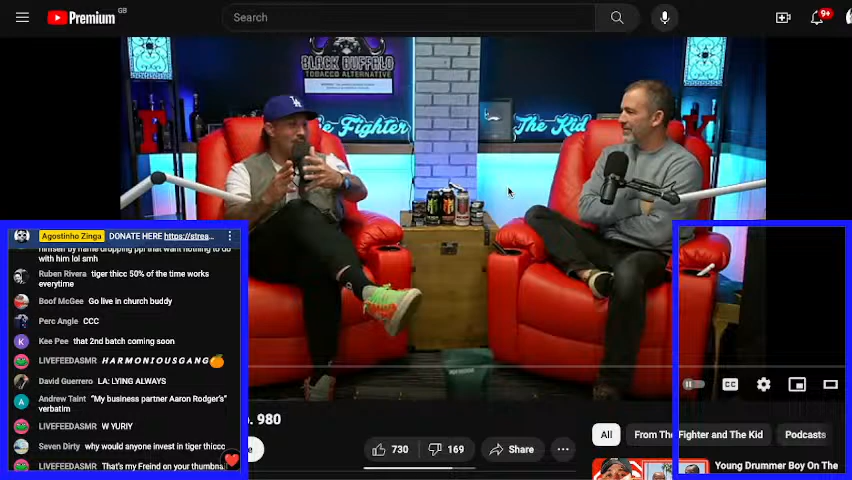 Premium GB
Search
9+
BLACK BUFFALO
TOBACCO ALTERNATIVE
LA
The Fighter
The Kid
Agostinho Zinga DONATE HERE https://strea...
himself by name dropping ppl that want nothing to do
with him lol smh
Ruben Rivera tiger thicc 50% of the time works
everytime
Boof McGee Go live in church buddy
Perc Angle CCC
K Kee Pee that 2nd batch coming soon
LIVEFEEDASMR H A R M O N I O U S G A N G 🍊
David Guerrero LA: LYING ALWAYS
A Andrew Taint "My business partner Aaron Rodger's"
verbatim
LIVEFEEDASMR W YURIY
Seven Dirty why would anyone invest in tiger thiccc
LIVEFEEDASMR That's my Freind on your thumbnail
CC
. 980
730
169
Share
All
From The Fighter and The Kid
Podcasts
Young Drummer Boy On The